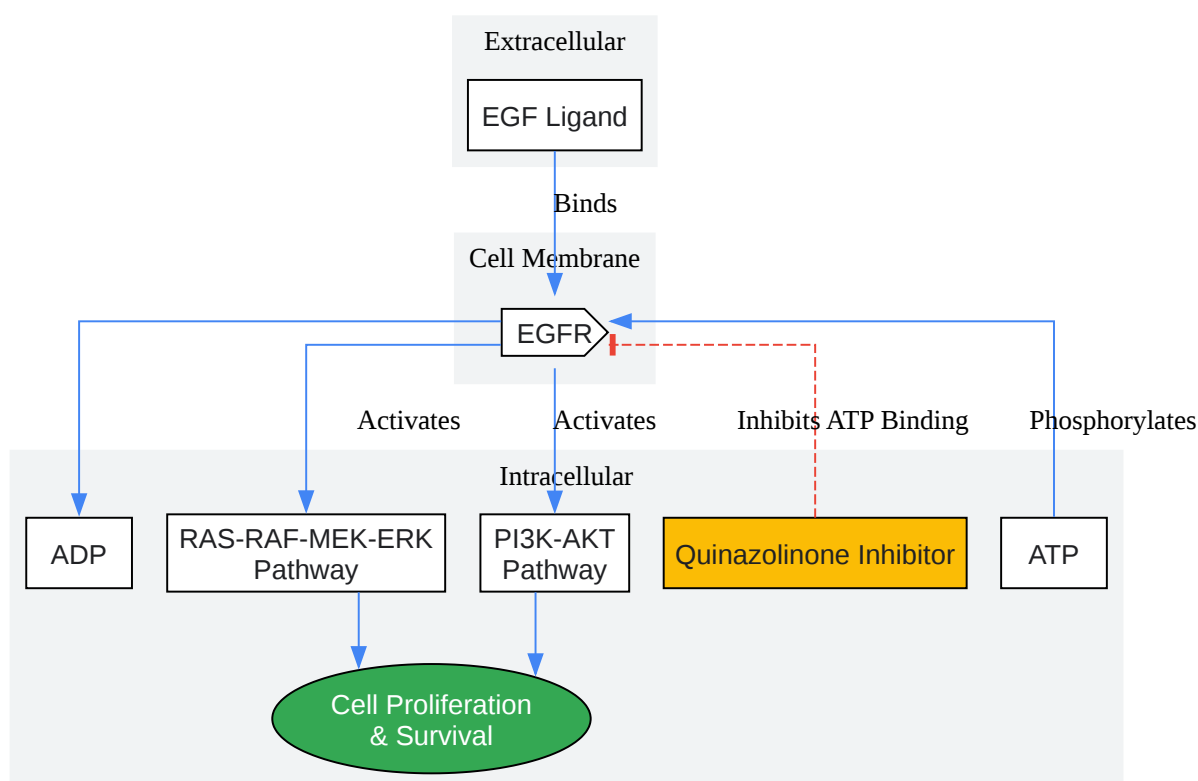 Extracellular
EGF Ligand
Binds
Cell Membrane
EGFR
Activates
Activates
Inhibits ATP Binding
Phosphorylates
Intracellular
ADP
RAS-RAF-MEK-ERK
Pathway
PI3K-AKT
Pathway
Quinazolinone Inhibitor
ATP
Cell Proliferation
& Survival